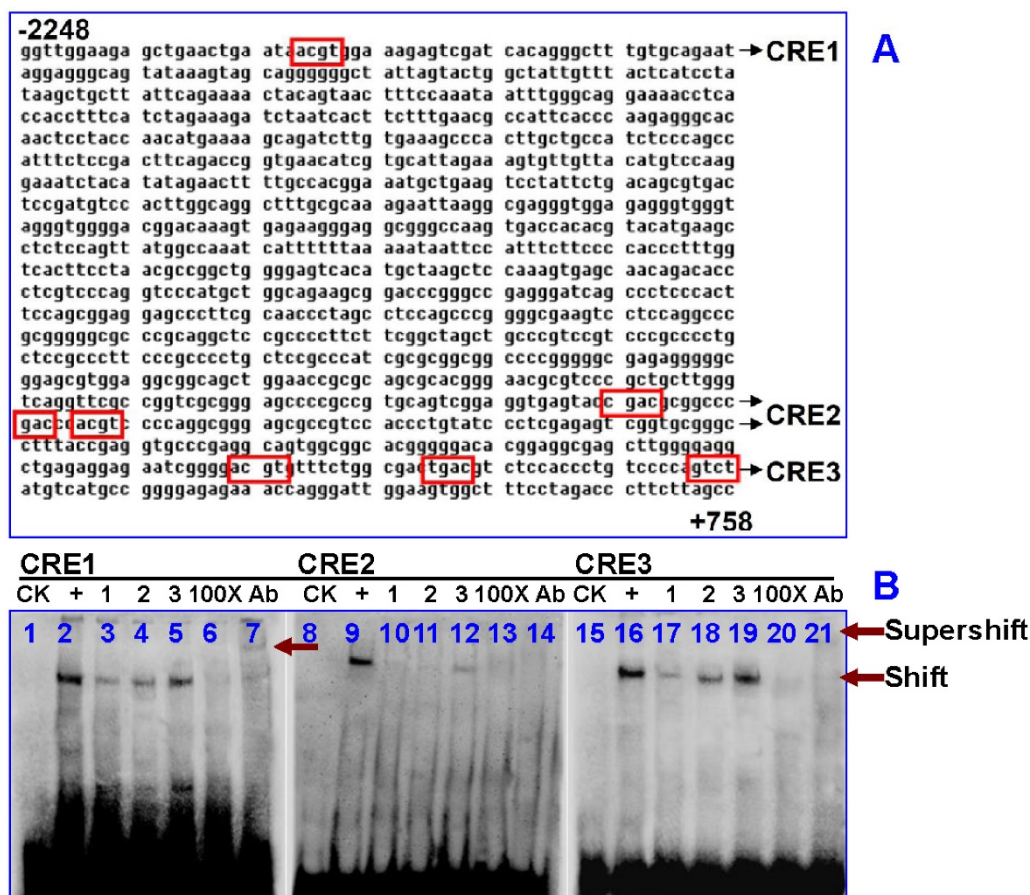 -2248
ggttggaaga gctgaactga ataacgtgga aagagtcgat cacagggctt tgtgcagaat CRE1 A
aggagggcag tataaagtag caggggggct attagtactg gctattgttt actcatccta
taagctgctt attcagaaaa ctacagtaac tttccaaata atttgggcag gaaaacctca
ccacctttca tctagaaaga tctaatcact tctttgaacg ccattcaccc aagagggcac
aactcctacc aacatgaaaa gcagatcttg tgaaagccca cttgctgcca tctcccagcc
atttctccga cttcagaccg gtgaacatcg tgcattagaa agtgttgtta catgtccaag
gaaatctaca tatagaactt ttgccacgga aatgctgaag tcctattctg acagcgtgac
tccgatgtcc acttggcagg ctttgcgcaa agaattaagg cgagggtgga gagggtgggt
agggtgggga cggacaaagt gagaagggag gcgggccaag tgaccacacg tacatgaagc
ctctccagtt atggccaaat catttttttaa aaataattcc atttcttccc cacccttttgg
tcacttccta acgccggctg gggagtcaca tgctaagctc caaagtgagc aacagacacc
ctcgtcccag gtcccatgct ggcagaagcg gacccgggcc gagggatcag ccctcccact
tccagcggag gagcccttcg caaccctagc ctccagcccg gggcgaagtc cctccaggccc
gcgggggcgc ccgcaggctc cgccccttct tcggctagct gcccgtccgt cccgcccctg
ctccgccctt cccgcccctg ctccgcccat cgcgcggcgg ccccgggggc gagagggggc
ggagcgtgga ggcggcagct ggaaccgcgc agcgcacggg aacgcgtccc gctgcttggg
tcaggttcgc cggtcgcggg agccccgccg tgcagtcgga ggtgagtacc cgacgcggccc
gacccacgtc cccaggcggg agcgccgtcc accctgtatc cctcgagagt cggtgcgggc CRE2
ctttaccgag gtgcccgagg cagtggcggc acgggggaca cggaggcgag cttggggagg
ctgagaggag aatcggggac gtgtttctgg cgactgacgt ctccaccctg tccccagtct CRE3
atgtcatgcc ggggagagaa accagggatt ggaagtggct ttcctagacc cttcttagcc
+758
CRE1 CRE2 CRE3
CK + 1 2 3 100X Ab CK + 1 2 3 100X Ab CK + 1 2 3 100X Ab B
1 2 3 4 5 6 7 8 9 10 11 12 13 14 15 16 17 18 19 20 21 Supershift
Shift